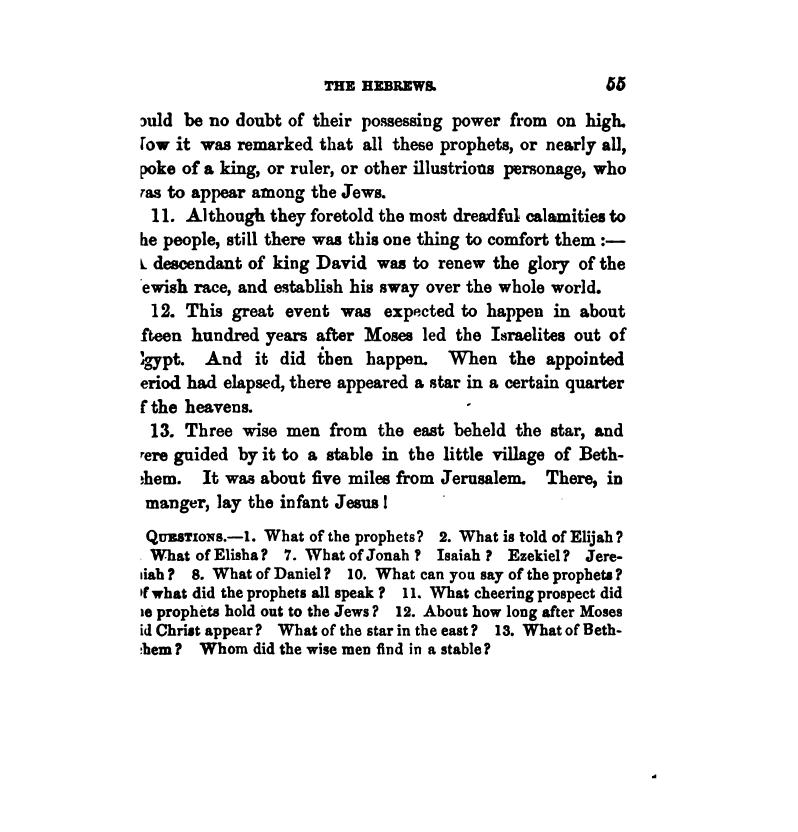 THE HEBREWS. 55
ould be no doubt of their possessing power from on high.
ow it was remarked that all these prophets, or nearly all,
poke of a king, or ruler, or other illustrious personage, who
as to appear among the Jews.
11. Although they foretold the most dreadful calamities to
he people, still there was this one thing to comfort them :—
descendant of king David was to renew the glory of the
ewish race, and establish his sway over the whole world.
12. This great event was expected to happen in about
fteen hundred years after Moses led the Israelites out of
gypt. And it did then happen. When the appointed
eriod had elapsed, there appeared a star in a certain quarter
f the heavens.
13. Three wise men from the east beheld the star, and
ere guided by it to a stable in the little village of Beth-
hem. It was about five miles from Jerusalem. There, in
manger, lay the infant Jesus!
QUESTIONS.—1. What of the prophets? 2. What is told of Elijah?
What of Elisha? 7. What of Jonah? Isaiah? Ezekiel? Jere-
iah? 8. What of Daniel? 10. What can you say of the prophets?
f what did the prophets all speak? 11. What cheering prospect did
e prophets hold out to the Jews? 12. About how long after Moses
id Christ appear? What of the star in the east? 13. What of Beth-
hem? Whom did the wise men find in a stable?